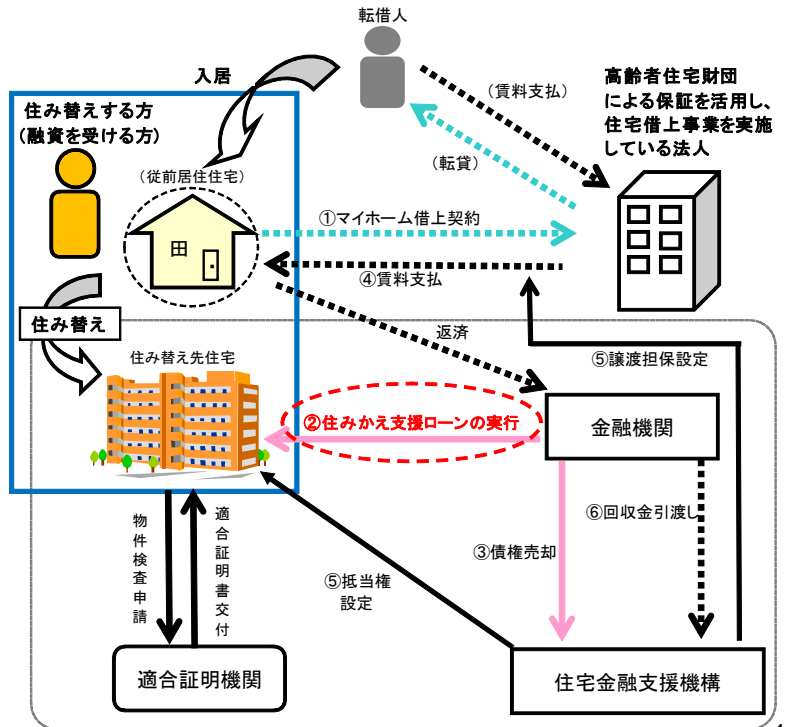 転借人
入居
(賃料支払)
高齢者住宅財団
による保証を活用し、
住宅借上事業を実施
している法人
住み替えする方
(融資を受ける方)
(従前居住住宅)
(転貸)
①マイホーム借上契約
④賃料支払
住み替え
返済
住み替え先住宅
⑤譲渡担保設定
②住みかえ支援ローンの実行
金融機関
⑥回収金引渡し
③債権売却
物件検査申請
適合証明書交付
⑤抵当権
設定
適合証明機関
住宅金融支援機構